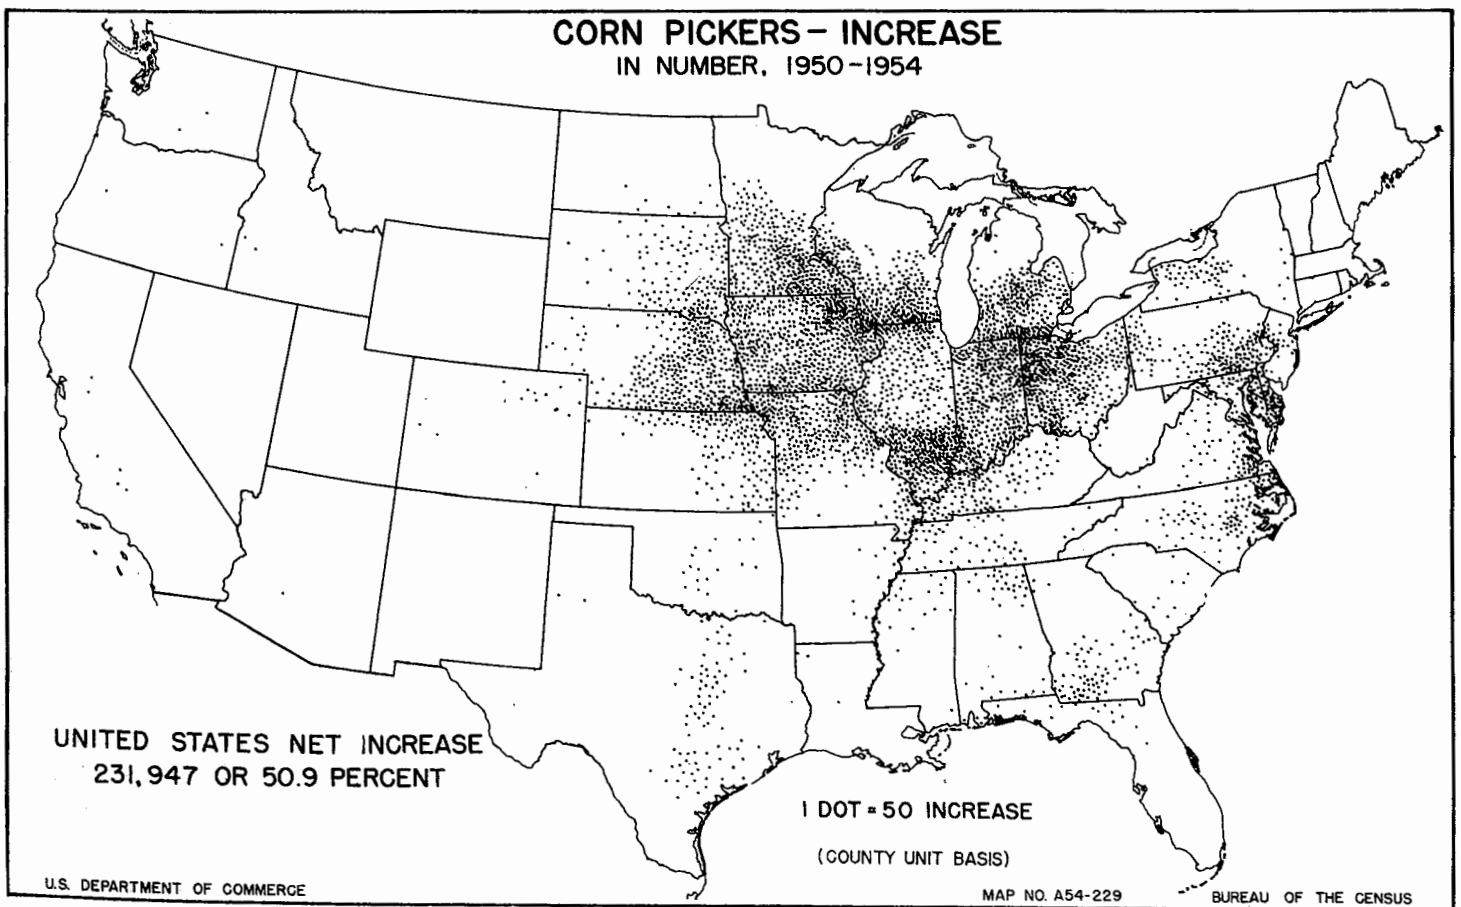 CORN PICKERS – INCREASE
IN NUMBER, 1950–1954
UNITED STATES NET INCREASE
231,947 OR 50.9 PERCENT
1 DOT = 50 INCREASE
(COUNTY UNIT BASIS)
U.S. DEPARTMENT OF COMMERCE
MAP NO. A54-229
BUREAU OF THE CENSUS